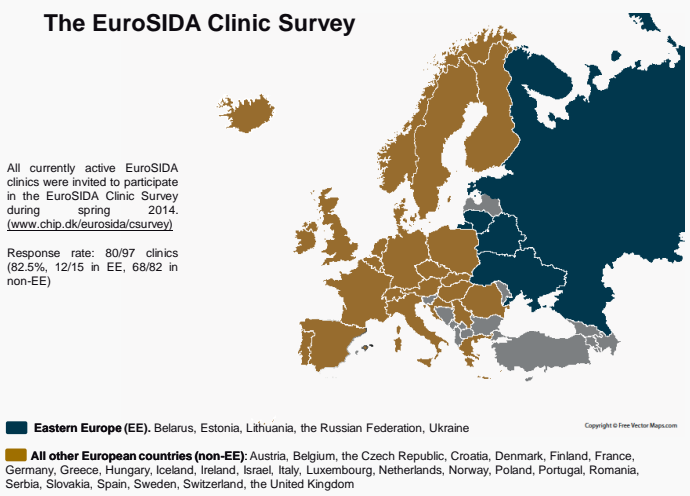 The EuroSIDA Clinic Survey
All currently active EuroSIDA
clinics were invited to participate
in the EuroSIDA Clinic Survey
during spring 2014.
(www.chip.dk/eurosida/csurvey)
Response rate: 80/97 clinics
(82.5%, 12/15 in EE, 68/82 in
non-EE)
Copyright © Free Vector Maps.com
Eastern Europe (EE). Belarus, Estonia, Lithuania, the Russian Federation, Ukraine
All other European countries (non-EE): Austria, Belgium, the Czech Republic, Croatia, Denmark, Finland, France,
Germany, Greece, Hungary, Iceland, Ireland, Israel, Italy, Luxembourg, Netherlands, Norway, Poland, Portugal, Romania,
Serbia, Slovakia, Spain, Sweden, Switzerland, the United Kingdom